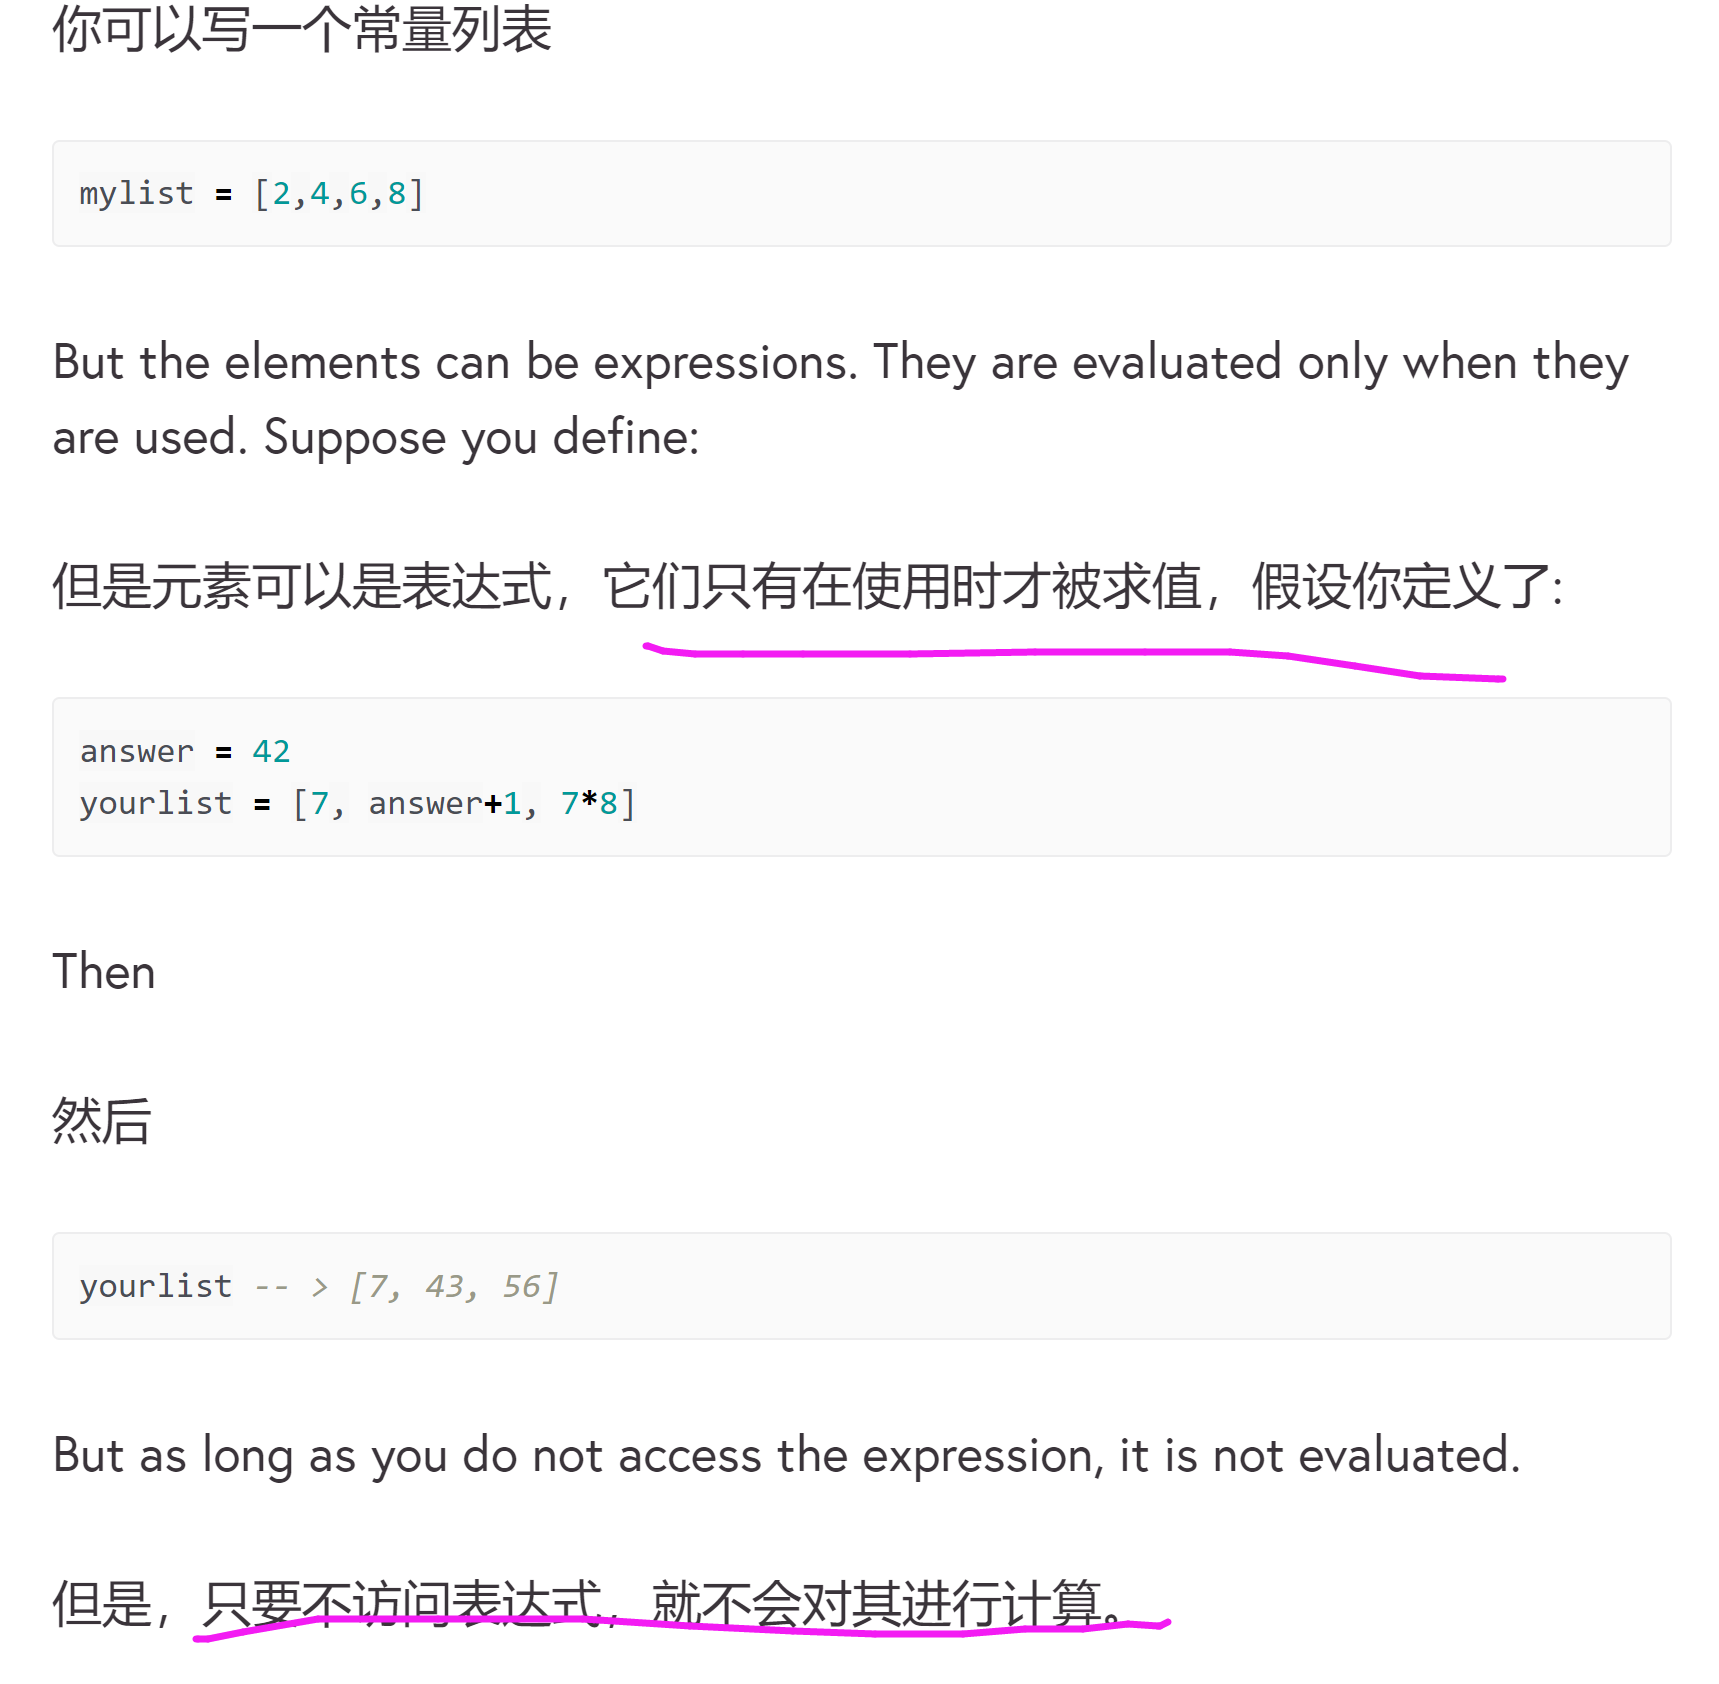 你可以写一个常量列表
mylist = [2,4,6,8]
But the elements can be expressions. They are evaluated only when they
are used. Suppose you define:
但是元素可以是表达式，它们只有在使用时才被求值，假设你定义了:
answer = 42
yourlist = [7, answer+1, 7*8]
Then
然后
yourlist -- > [7, 43, 56]
But as long as you do not access the expression, it is not evaluated.
但是，只要不访问表达式，就不会对其进行计算。